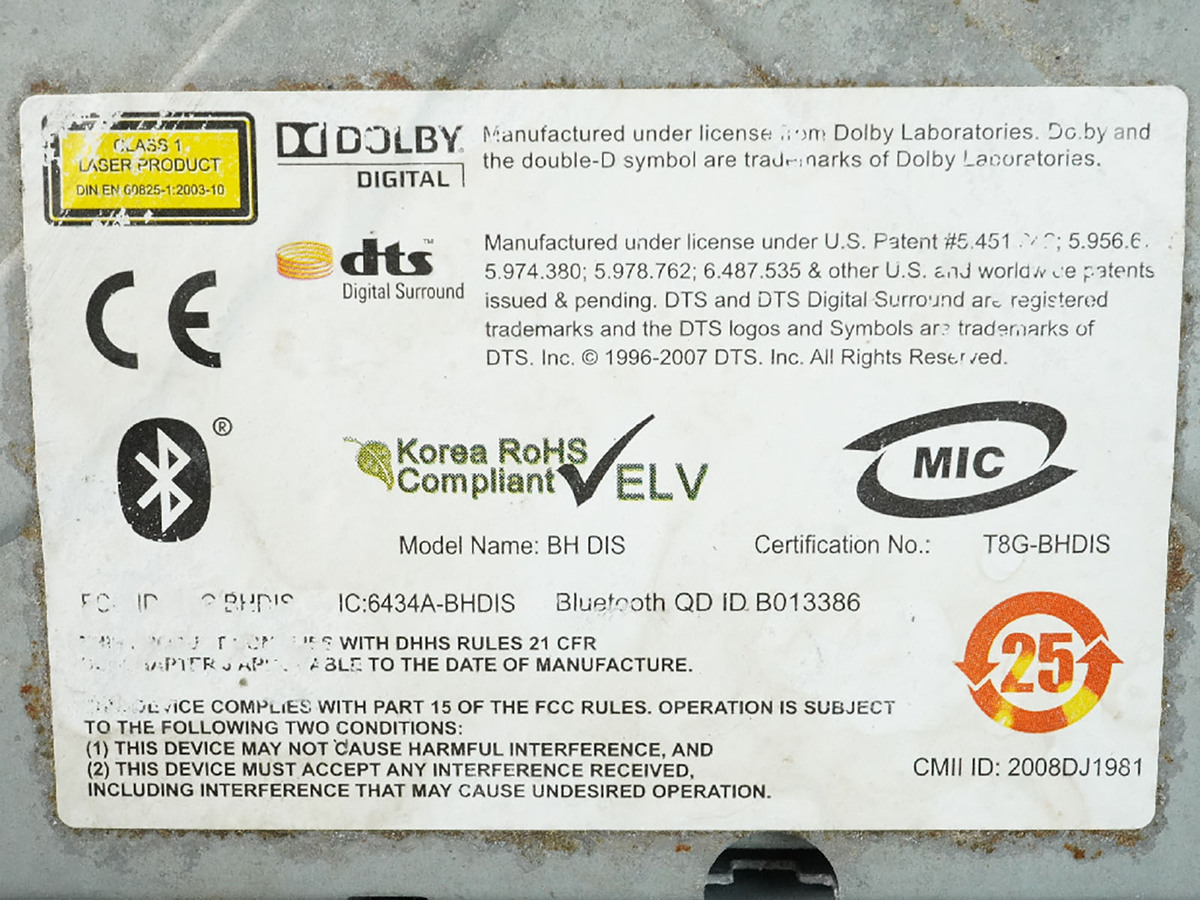 CLASS 1
LASER PRODUCT
DIN EN 60825-1:2003-10
DOLBY
DIGITAL
Manufactured under license from Dolby Laboratories. Dolby and
the double-D symbol are trademarks of Dolby Laboratories.
dts™
Digital Surround
Manufactured under license under U.S. Patent #5.451 5.956.6
5.974.380; 5.978.762; 6.487.535 & other U.S. and worldwide patents
issued & pending. DTS and DTS Digital Surround are registered
trademarks and the DTS logos and Symbols are trademarks of
DTS. Inc. © 1996-2007 DTS. Inc. All Rights Reserved.
CE
®
Korea RoHS
Compliant
ELV
MIC
Model Name: BH DIS
Certification No.: T8G-BHDIS
ID BHDIS IC:6434A-BHDIS Bluetooth QD ID B013386
WITH DHHS RULES 21 CFR
TO THE DATE OF MANUFACTURE.
DEVICE COMPLIES WITH PART 15 OF THE FCC RULES. OPERATION IS SUBJECT
TO THE FOLLOWING TWO CONDITIONS:
(1) THIS DEVICE MAY NOT CAUSE HARMFUL INTERFERENCE, AND
(2) THIS DEVICE MUST ACCEPT ANY INTERFERENCE RECEIVED,
INCLUDING INTERFERENCE THAT MAY CAUSE UNDESIRED OPERATION.
25
CMII ID: 2008DJ1981